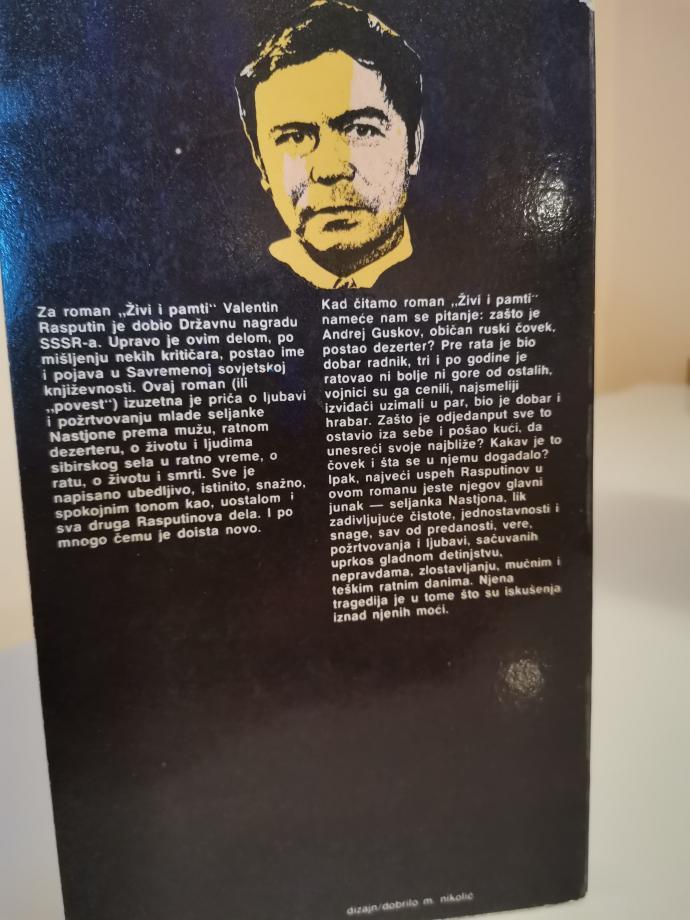 Za roman „Živi i pamti“ Valentin
Rasputin je dobio Državnu nagradu
SSSR-a. Upravo je ovim delom, po
mišljenju nekih kritičara, postao ime
i pojava u Savremenoj sovjetskoj
književnosti. Ovaj roman (ili
„povest“) izuzetna je priča o ljubavi
i požrtvovanju mlade seljanke
Nastjone prema mužu, ratnom
dezerteru, o životu i ljudima
sibirskog sela u ratno vreme, o
ratu, o životu i smrti. Sve je
napisano ubedljivo, istinito, snažno,
spokojnim tonom kao, uostalom i
sva druga Rasputinova dela. I po
mnogo čemu je doista novo.
Kad čitamo roman „Živi i pamti“
nameće nam se pitanje: zašto je
Andrej Guskov, običan ruski čovek,
postao dezerter? Pre rata je bio
dobar radnik, tri i po godine je
ratovao ni bolje ni gore od ostalih,
vojnici su ga cenili, najsmeliji
izviđači uzimali u par, bio je dobar i
hrabar. Zašto je odjedanput sve to
ostavio iza sebe i pošao kući, da
unesreći svoje najbliže? Kakav je to
čovek i šta se u njemu događalo?
Ipak, najveći uspeh Rasputinov u
ovom romanu jeste njegov glavni
junak — seljanka Nastjona, lik
zadivljujuće čistote, jednostavnosti i
snage, sav od predanosti, vere,
požrtvovanja i ljubavi, sačuvanih
uprkos gladnom detinjstvu,
nepravdama, zlostavljanju, mučnim i
teškim ratnim danima. Njena
tragedija je u tome što su iskušenja
iznad njenih moći.
dizajn/dobrilo m. nikolić